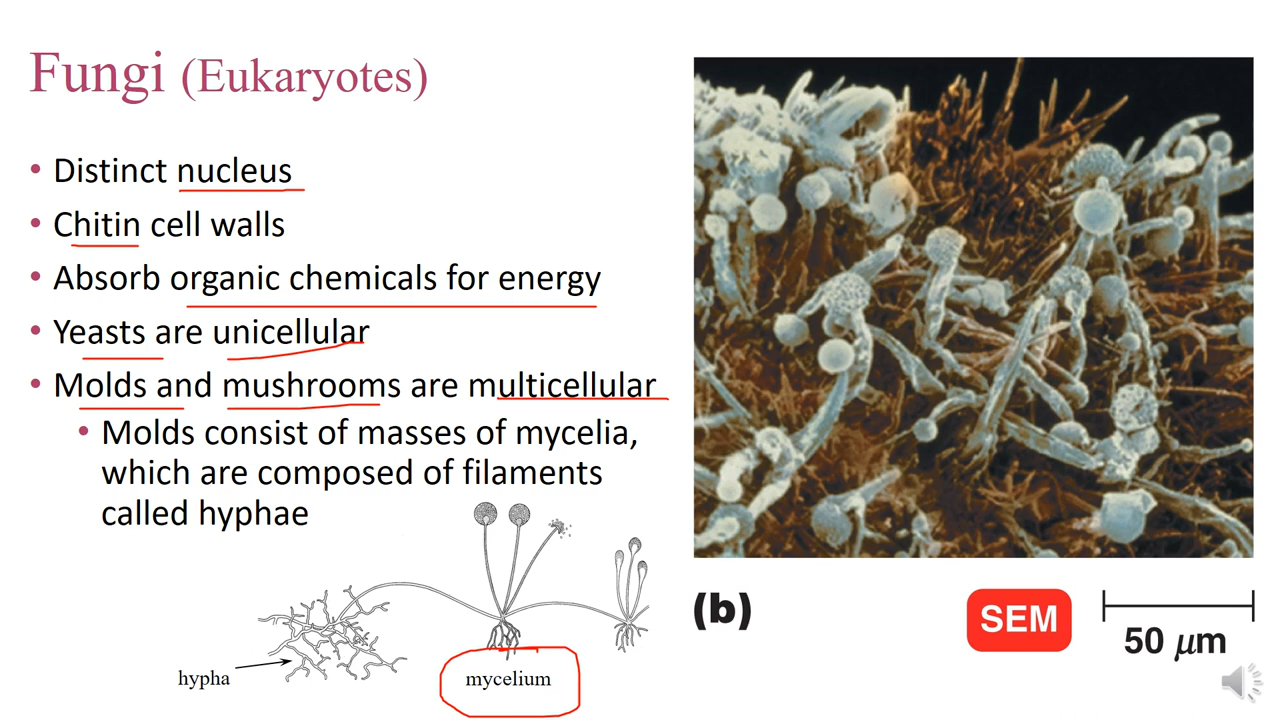 Fungi (Eukaryotes)
• Distinct nucleus
• Chitin cell walls
• Absorb organic chemicals for energy
• Yeasts are unicellular
• Molds and mushrooms are multicellular
• Molds consist of masses of mycelia,
which are composed of filaments
called hyphae
hypha
mycelium
(b)
SEM
50 μm